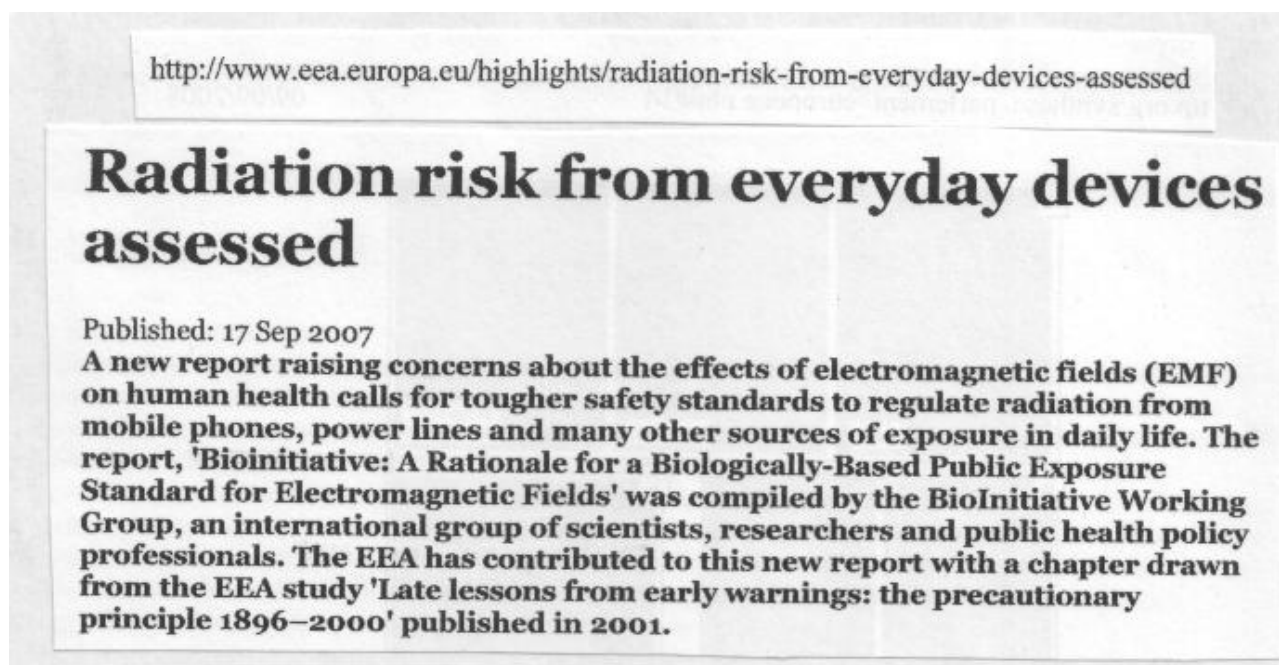 http://www.eea.europa.eu/highlights/radiation-risk-from-everyday-devices-assessed
Radiation risk from everyday devices
assessed
Published: 17 Sep 2007
A new report raising concerns about the effects of electromagnetic fields (EMF)
on human health calls for tougher safety standards to regulate radiation from
mobile phones, power lines and many other sources of exposure in daily life. The
report, 'Bioinitiative: A Rationale for a Biologically-Based Public Exposure
Standard for Electromagnetic Fields' was compiled by the BioInitiative Working
Group, an international group of scientists, researchers and public health policy
professionals. The EEA has contributed to this new report with a chapter drawn
from the EEA study 'Late lessons from early warnings: the precautionary
principle 1896–2000' published in 2001.